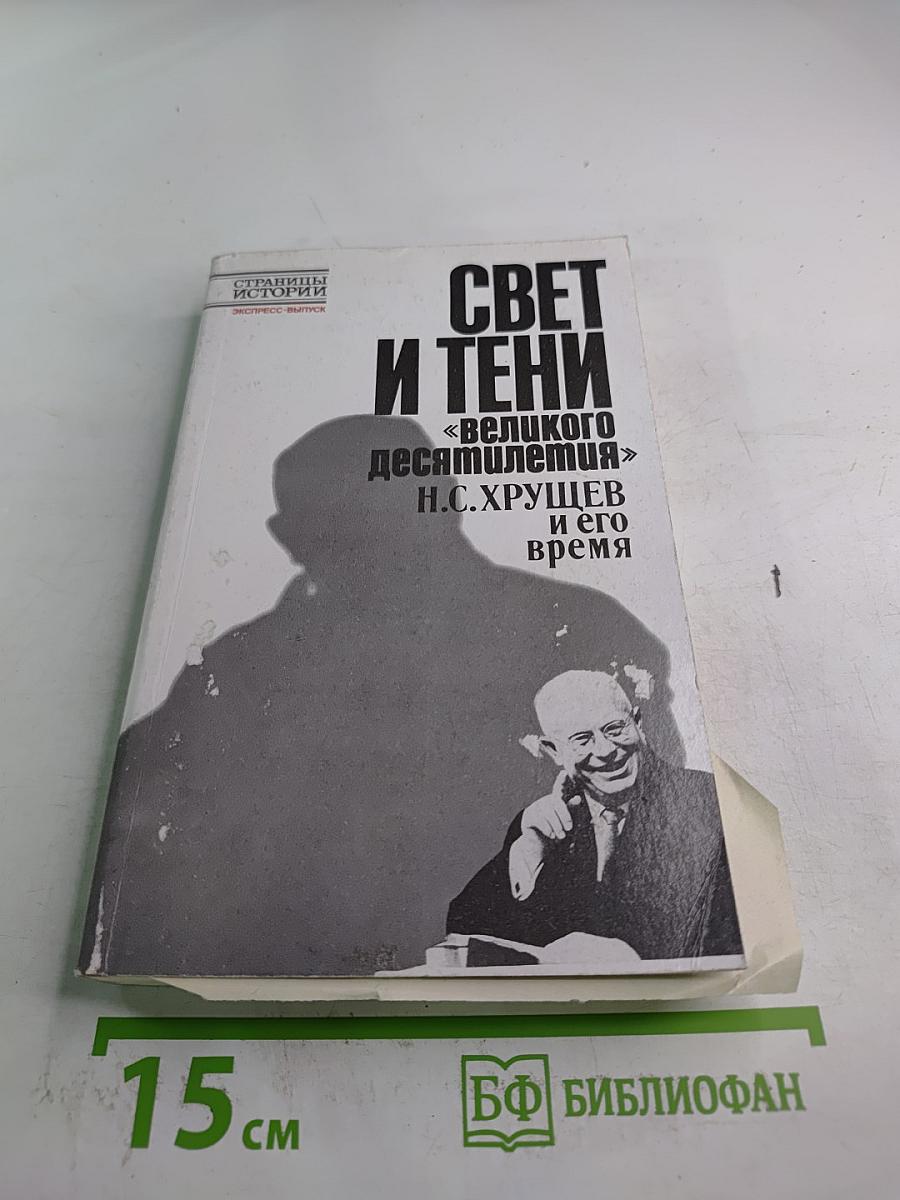 СТРАНИЦЫ
ИСТОРИИ
ЭКСПРЕСС-ВЫПУСК
СВЕТ
И ТЕНИ
«великого
десятилетия»
Н.С.ХРУЩЕВ
и его
время
15 см
БФ БИБЛИОФАН